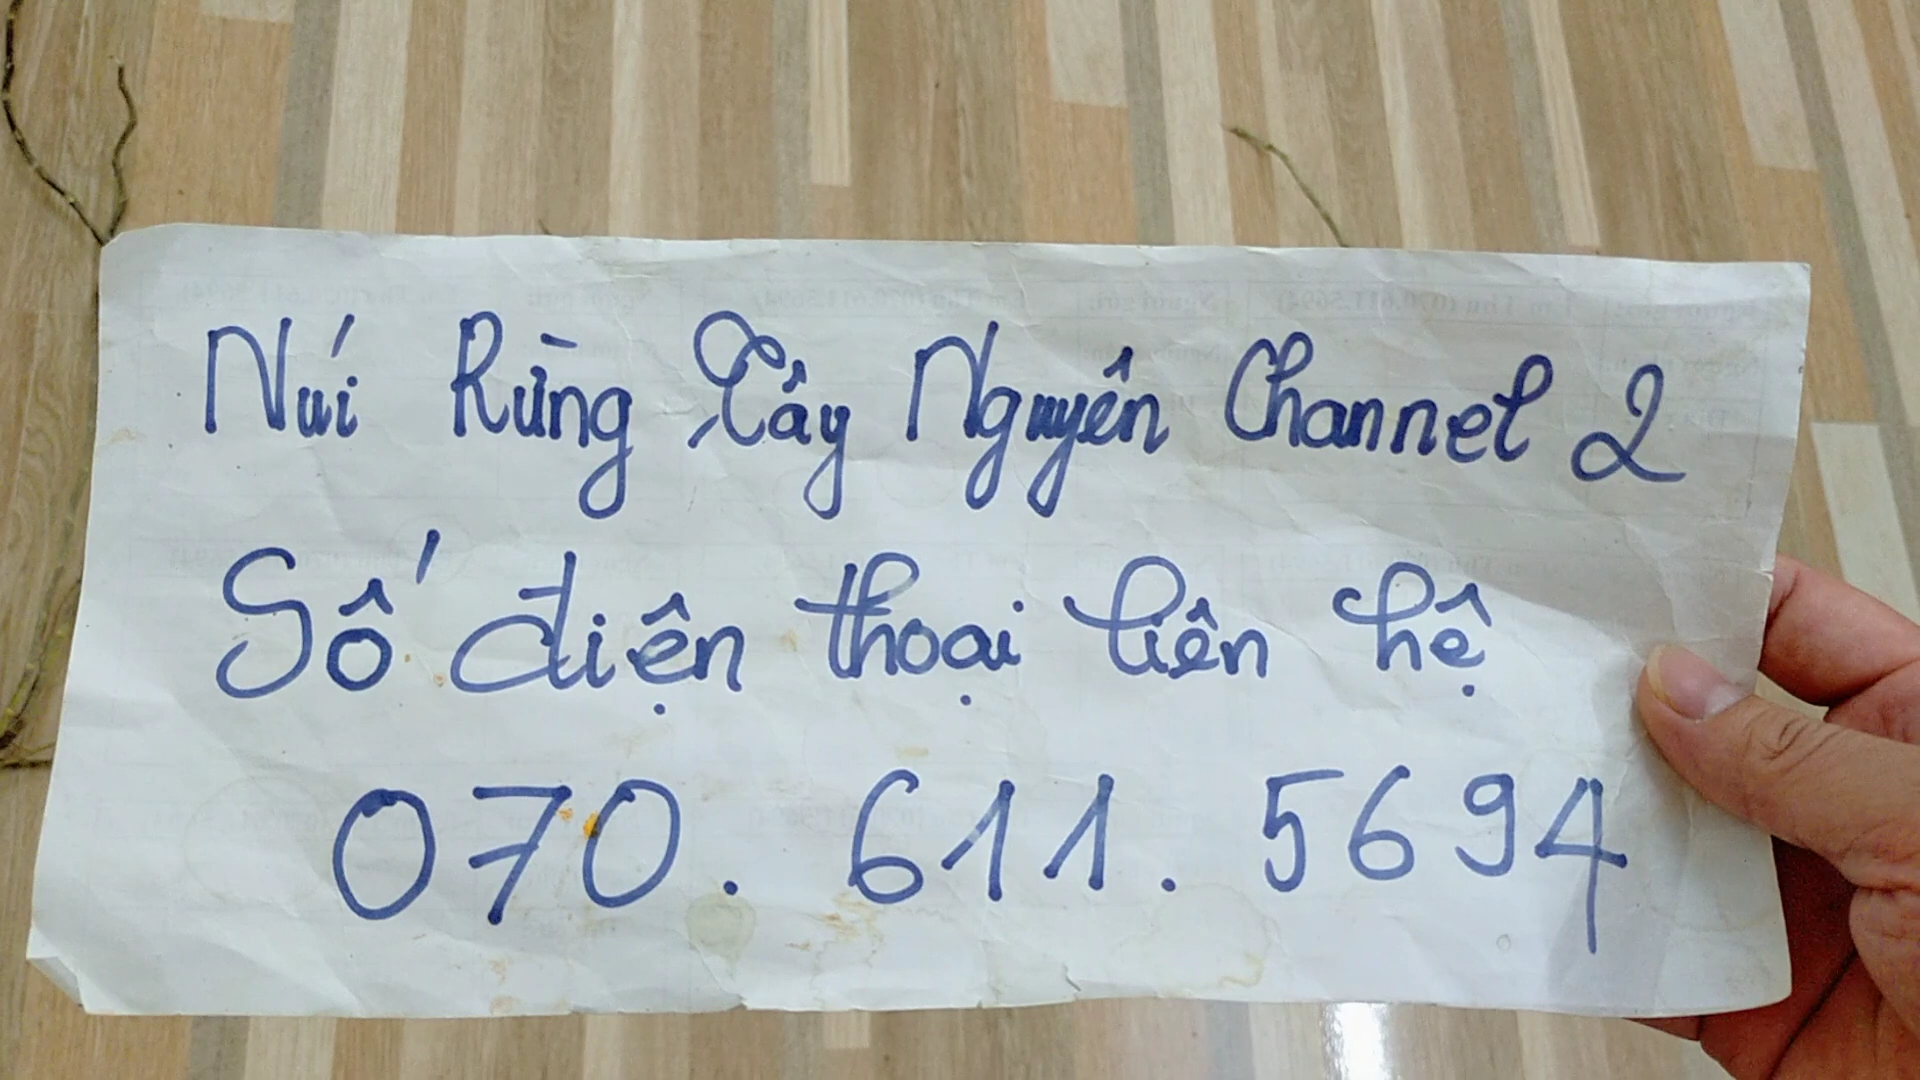 Núi Rừng Tây Nguyên Channel 2
Số điện thoại liên hệ
070. 611. 5694